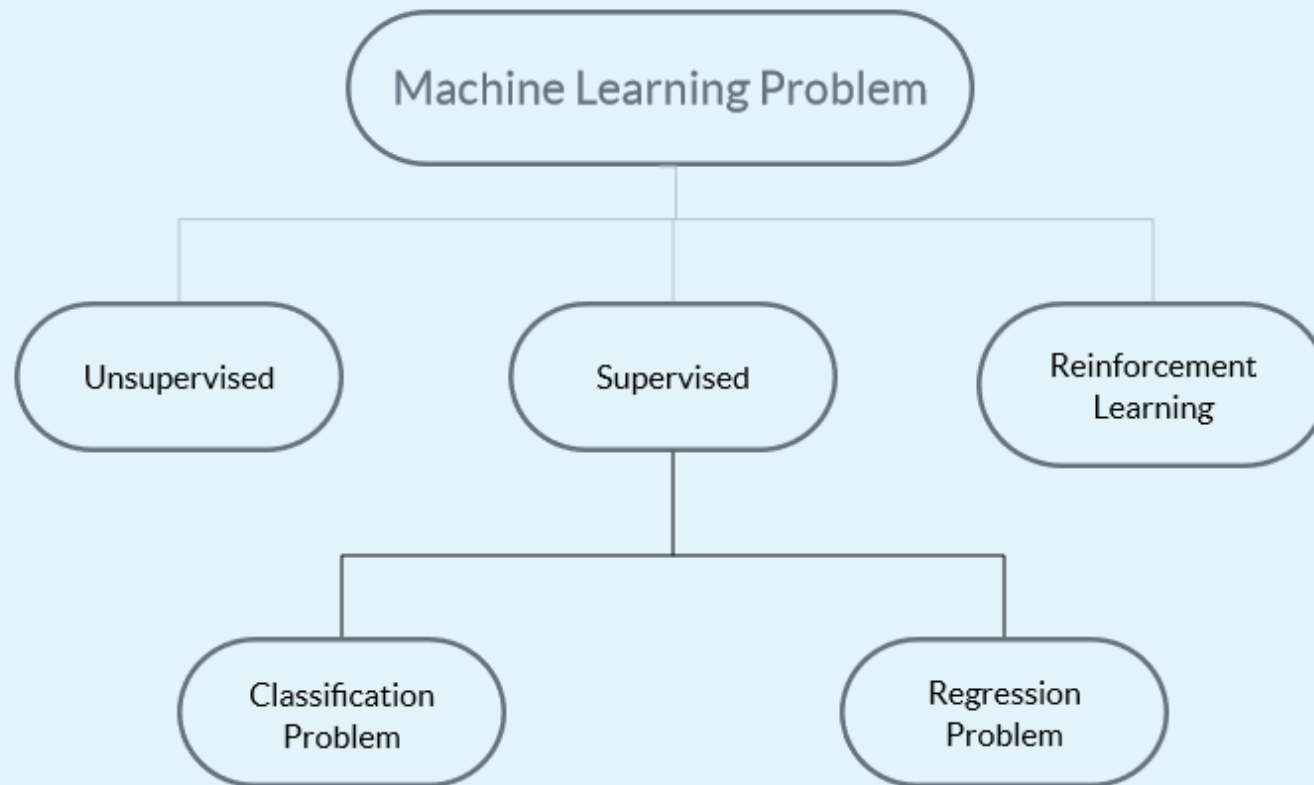 Machine Learning Problem
Unsupervised
Supervised
Reinforcement
Learning
Classification
Problem
Regression
Problem